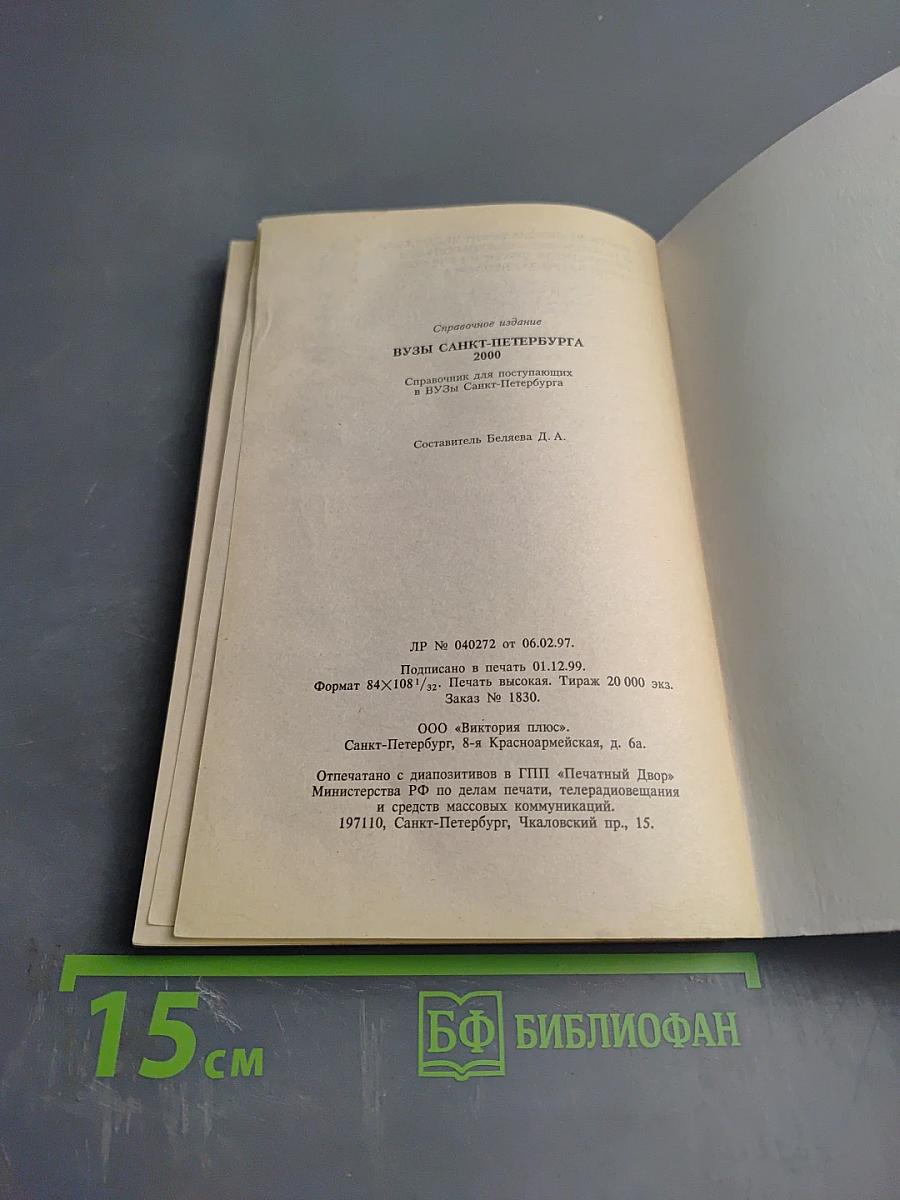 Справочное издание
ВУЗЫ САНКТ-ПЕТЕРБУРГА
2000
Справочник для поступающих
в ВУЗы Санкт-Петербурга
Составитель Беляева Д. А.
ЛР № 040272 от 06.02.97.
Подписано в печать 01.12.99.
Формат 84×108 1/32. Печать высокая. Тираж 20 000 экз.
Заказ № 1830.
ООО «Виктория плюс».
Санкт-Петербург, 8-я Красноармейская, д. 6а.
Отпечатано с диапозитивов в ГПП «Печатный Двор»
Министерства РФ по делам печати, телерадиовещания
и средств массовых коммуникаций.
197110, Санкт-Петербург, Чкаловский пр., 15.
15 см
БФ БИБЛИОФАН